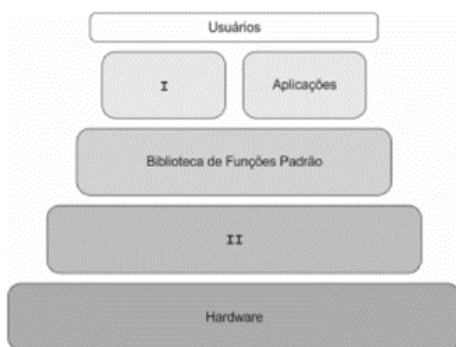 Usuários
I
Aplicações
Biblioteca de Funções Padrão
II
Hardware